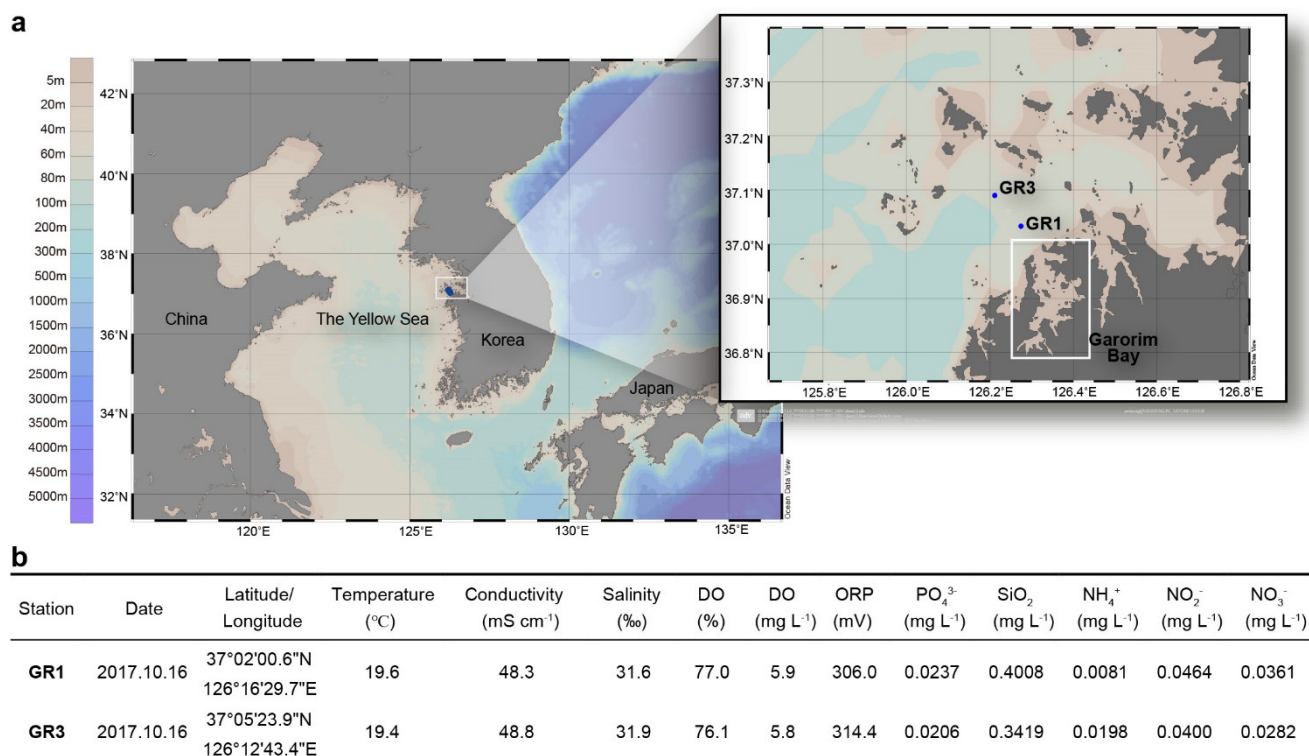 a
5m
20m
40m
60m
80m
100m
200m
300m
500m
1000m
1500m
2000m
2500m
3000m
3500m
4000m
4500m
5000m
42°N
40°N
38°N
36°N
34°N
32°N
120°E
125°E
130°E
135°E
China
The Yellow Sea
Korea
Japan
Ocean Data View
37.3°N
37.2°N
37.1°N
37.0°N
36.9°N
36.8°N
125.8°E
126.0°E
126.2°E
126.4°E
126.6°E
126.8°E
GR3
GR1
Garorim
Bay
Ocean Data View
odv
b
Station Date Latitude/ Longitude Temperature (°C) Conductivity (mS cm⁻¹) Salinity (‰) DO (%) DO (mg L⁻¹) ORP (mV) PO₄³⁻ (mg L⁻¹) SiO₂ (mg L⁻¹) NH₄⁺ (mg L⁻¹) NO₂⁻ (mg L⁻¹) NO₃⁻ (mg L⁻¹)
GR1 2017.10.16 37°02'00.6"N 126°16'29.7"E 19.6 48.3 31.6 77.0 5.9 306.0 0.0237 0.4008 0.0081 0.0464 0.0361
GR3 2017.10.16 37°05'23.9"N 126°12'43.4"E 19.4 48.8 31.9 76.1 5.8 314.4 0.0206 0.3419 0.0198 0.0400 0.0282